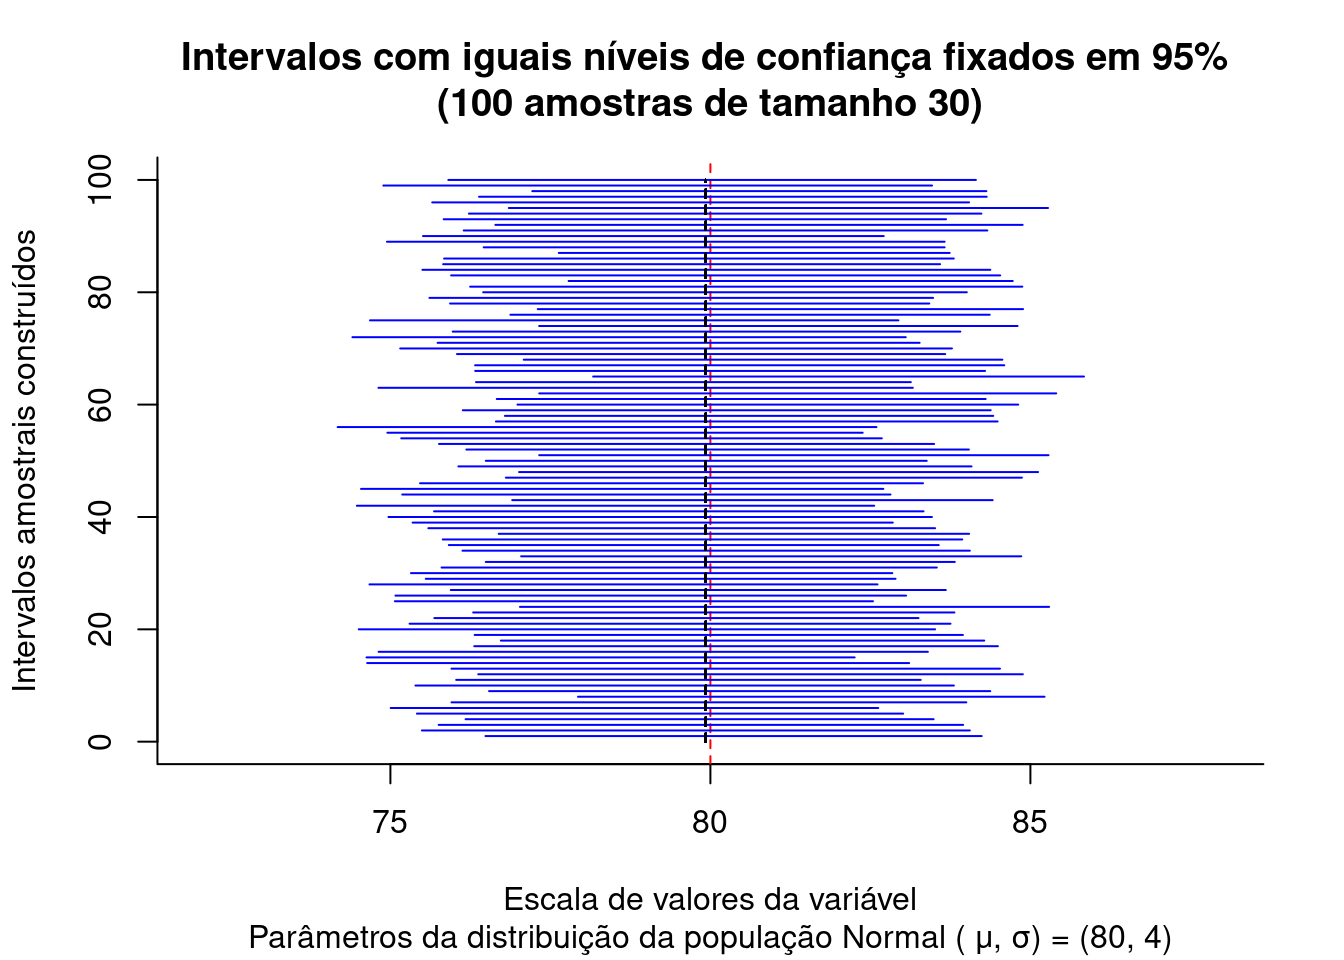 Intervalos com iguais níveis de confiança fixados em 95%
(100 amostras de tamanho 30)
Intervalos amostrais construídos
100
80
60
40
20
0
75 80 85
Escala de valores da variável
Parâmetros da distribuição da população Normal ( μ, σ) = (80, 4)